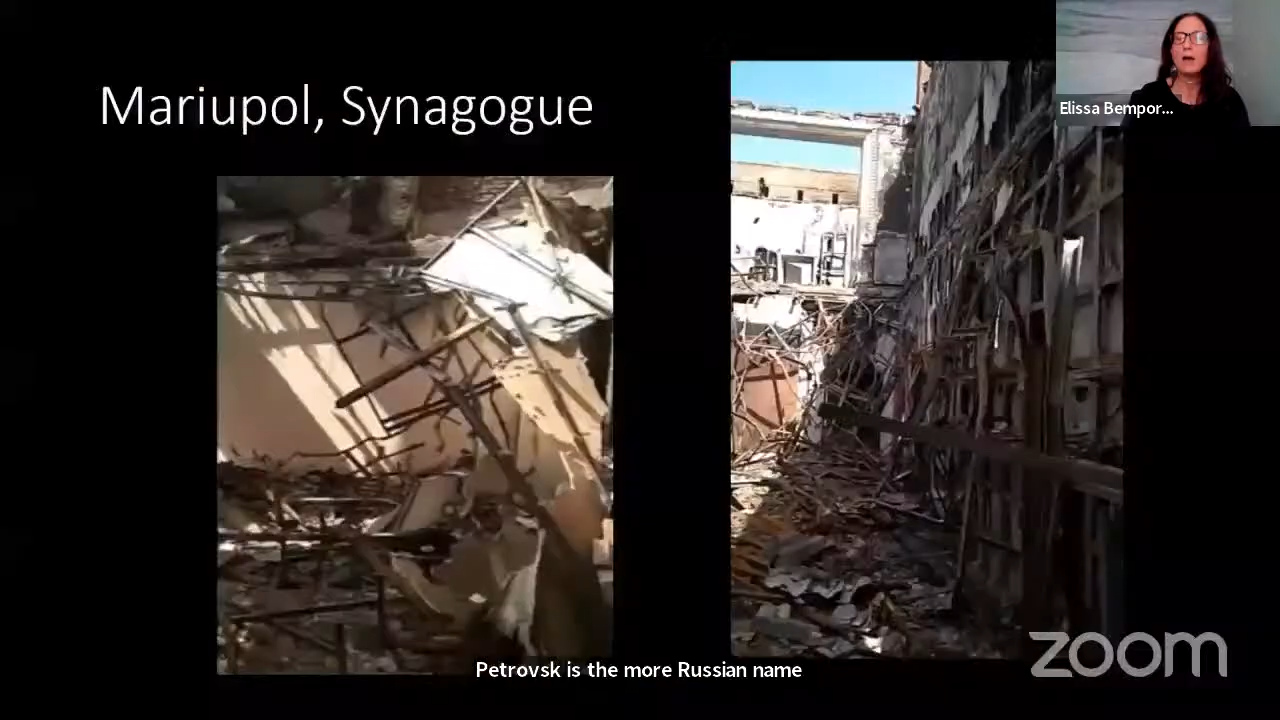 Mariupol, Synagogue
Elissa Bempor...
Petrovsk is the more Russian name
zoom